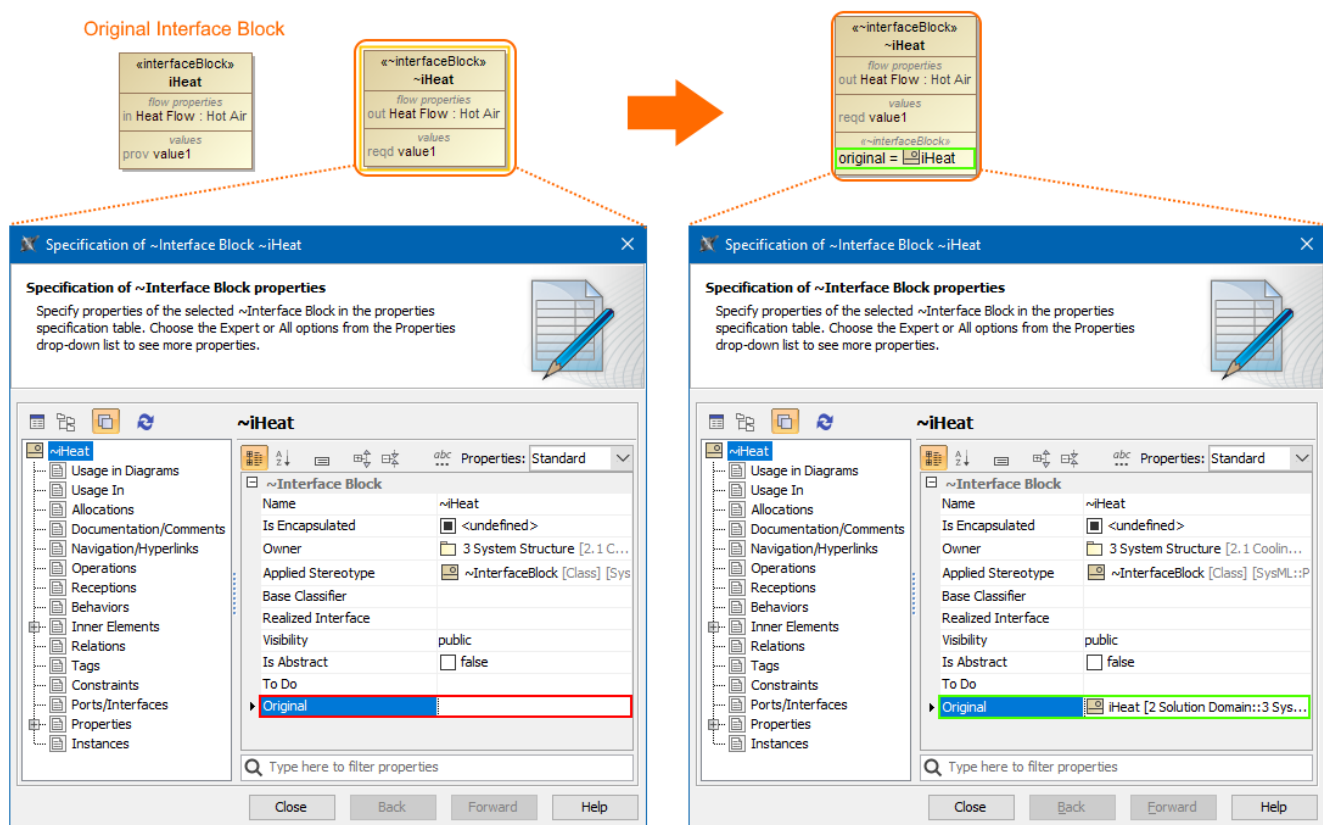 Original Interface Block
«interfaceBlock»
iHeat
flow properties
in Heat Flow : Hot Air
values
prov value1
«~interfaceBlock»
~iHeat
flow properties
out Heat Flow : Hot Air
values
reqd value1
«~interfaceBlock»
~iHeat
flow properties
out Heat Flow : Hot Air
values
reqd value1
«~interfaceBlock»
original = iHeat
Specification of ~Interface Block ~iHeat
Specification of ~Interface Block properties
Specify properties of the selected ~Interface Block in the properties
specification table. Choose the Expert or All options from the Properties
drop-down list to see more properties.
~iHeat
~iHeat
Usage in Diagrams
Usage In
Allocations
Documentation/Comments
Navigation/Hyperlinks
Operations
Receptions
Behaviors
Inner Elements
Relations
Tags
Constraints
Ports/Interfaces
Properties
Instances
Properties: Standard
~Interface Block
Name ~iHeat
Is Encapsulated <undefined>
Owner 3 System Structure [2.1 C...
Applied Stereotype ~InterfaceBlock [Class] [Sys
Base Classifier
Realized Interface
Visibility public
Is Abstract false
To Do
Original
Type here to filter properties
Close Back Forward Help
Specification of ~Interface Block ~iHeat
Specification of ~Interface Block properties
Specify properties of the selected ~Interface Block in the properties
specification table. Choose the Expert or All options from the Properties
drop-down list to see more properties.
~iHeat
~iHeat
Usage in Diagrams
Usage In
Allocations
Documentation/Comments
Navigation/Hyperlinks
Operations
Receptions
Behaviors
Inner Elements
Relations
Tags
Constraints
Ports/Interfaces
Properties
Instances
Properties: Standard
~Interface Block
Name ~iHeat
Is Encapsulated <undefined>
Owner 3 System Structure [2.1 Coolin...
Applied Stereotype ~InterfaceBlock [Class] [SysML::P
Base Classifier
Realized Interface
Visibility public
Is Abstract false
To Do
Original iHeat [2 Solution Domain::3 Sys...
Type here to filter properties
Close Back Forward Help